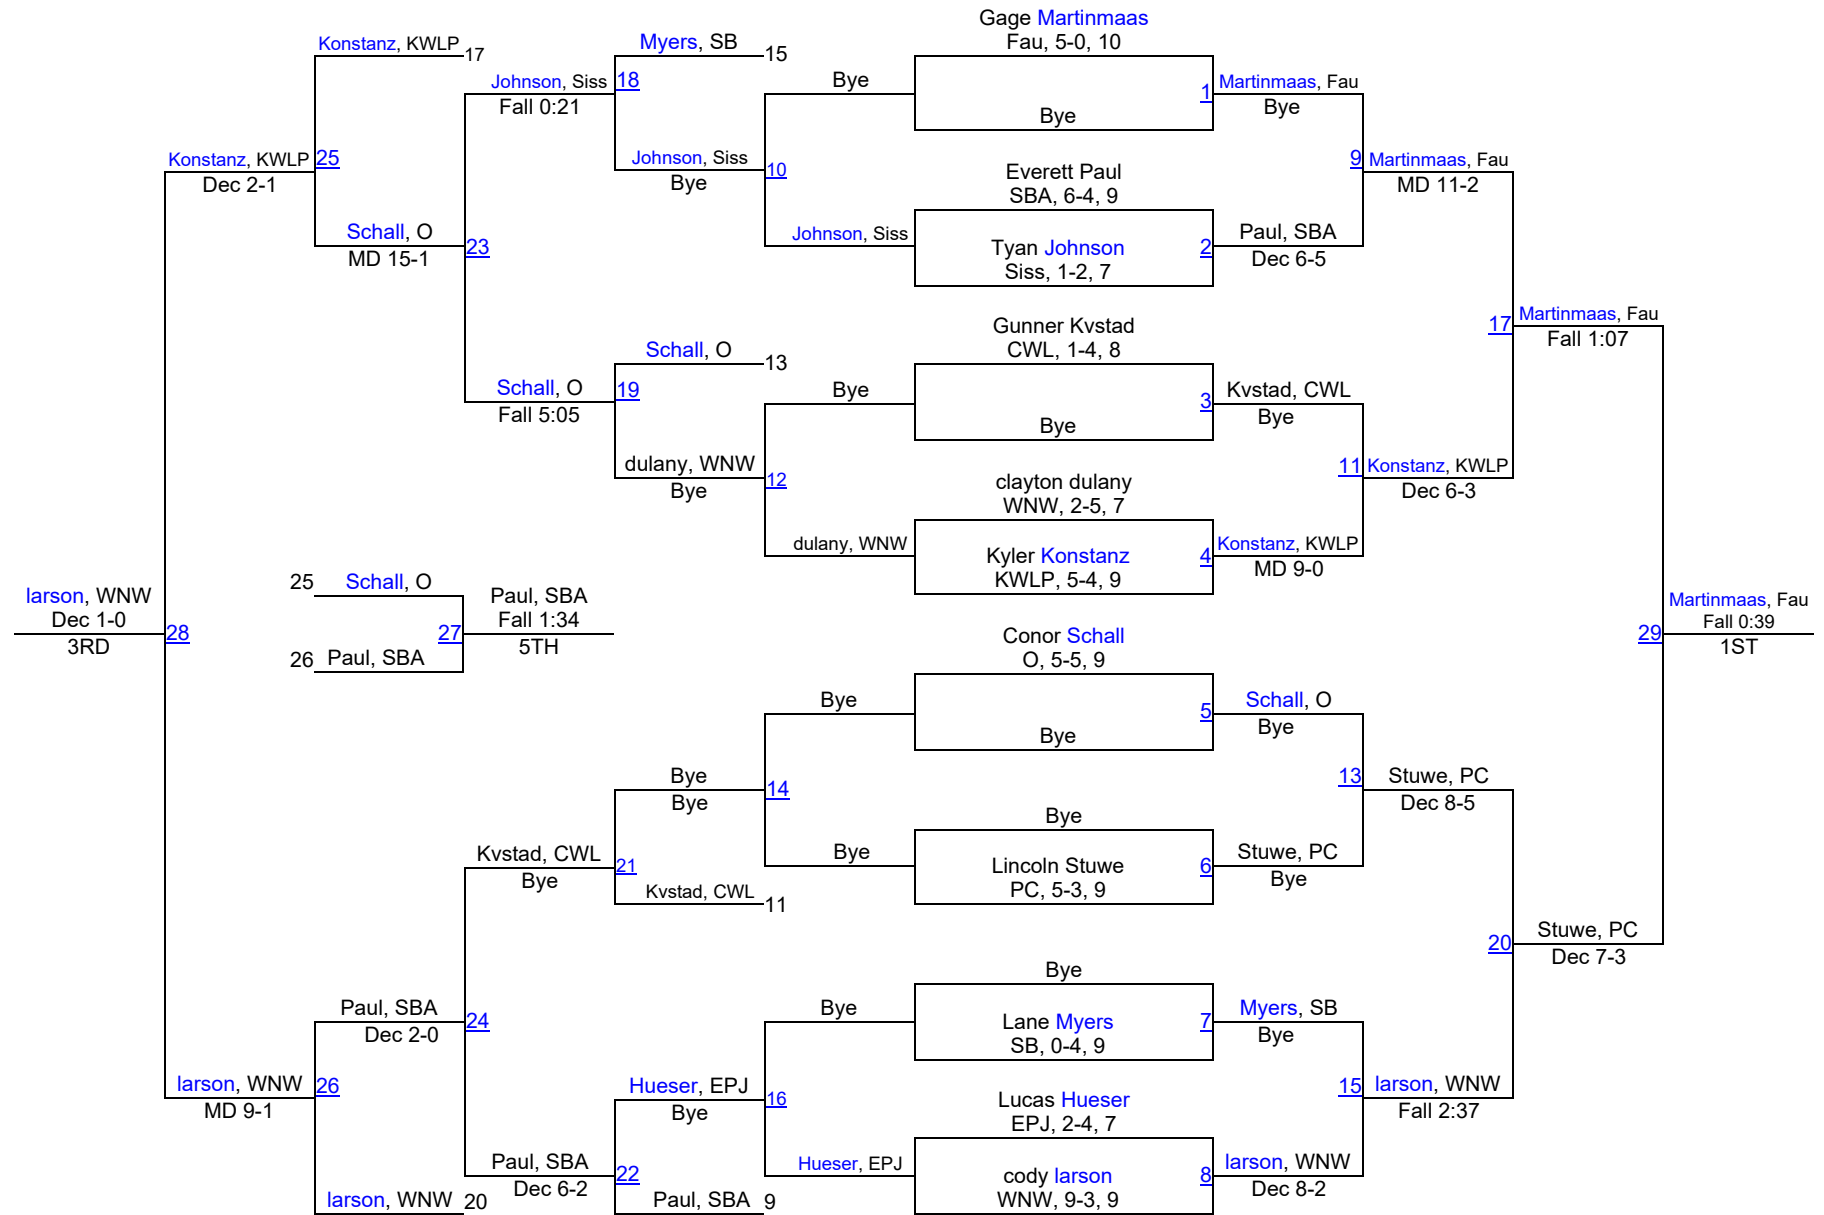 Gage Martinmaas
Fau, 5-0, 10
Konstanz, KWLP
17
Myers, SB
15
Johnson, Siss
18
Fall 0:21
Bye
1
Martinmaas, Fau
Bye
Bye
Konstanz, KWLP
25
Dec 2-1
Johnson, Siss
10
Bye
Everett Paul
SBA, 6-4, 9
9
Martinmaas, Fau
MD 11-2
Schall, O
23
MD 15-1
Johnson, Siss
Tyan Johnson
Siss, 1-2, 7
2
Paul, SBA
Dec 6-5
Gunner Kvstad
CWL, 1-4, 8
17
Martinmaas, Fau
Fall 1:07
Schall, O
13
Schall, O
19
Fall 5:05
Bye
3
Kvstad, CWL
Bye
Bye
dulany, WNW
12
Bye
clayton dulany
WNW, 2-5, 7
11
Konstanz, KWLP
Dec 6-3
dulany, WNW
Kyler Konstanz
KWLP, 5-4, 9
4
Konstanz, KWLP
MD 9-0
larson, WNW
Dec 1-0
28
3RD
25
Schall, O
27
26
Paul, SBA
Paul, SBA
Fall 1:34
5TH
Conor Schall
O, 5-5, 9
29
Martinmaas, Fau
Fall 0:39
1ST
Bye
5
Schall, O
Bye
Bye
Bye
14
Bye
13
Stuwe, PC
Dec 8-5
Bye
Kvstad, CWL
21
Bye
Kvstad, CWL
11
Bye
Lincoln Stuwe
PC, 5-3, 9
6
Stuwe, PC
Bye
20
Stuwe, PC
Dec 7-3
Bye
Paul, SBA
24
Dec 2-0
Bye
Lane Myers
SB, 0-4, 9
7
Myers, SB
Bye
larson, WNW
26
MD 9-1
Hueser, EPJ
16
Bye
Lucas Hueser
EPJ, 2-4, 7
15
larson, WNW
Fall 2:37
Paul, SBA
22
Dec 6-2
Hueser, EPJ
cody larson
WNW, 9-3, 9
8
larson, WNW
Dec 8-2
larson, WNW
20
Paul, SBA
9